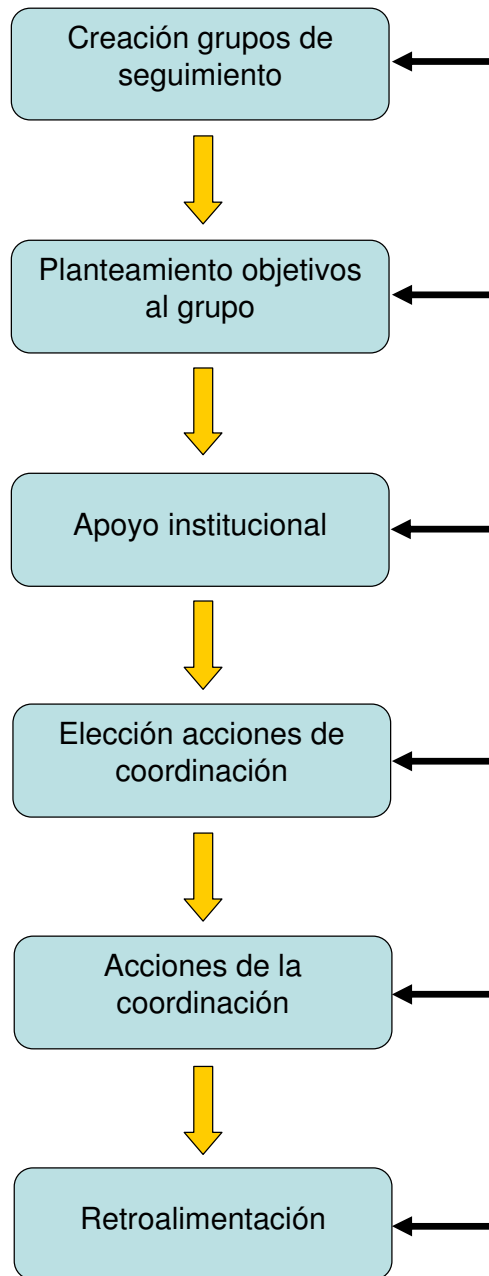 Creación grupos de
seguimiento
Planteamiento objetivos
al grupo
Apoyo institucional
Elección acciones de
coordinación
Acciones de la
coordinación
Retroalimentación